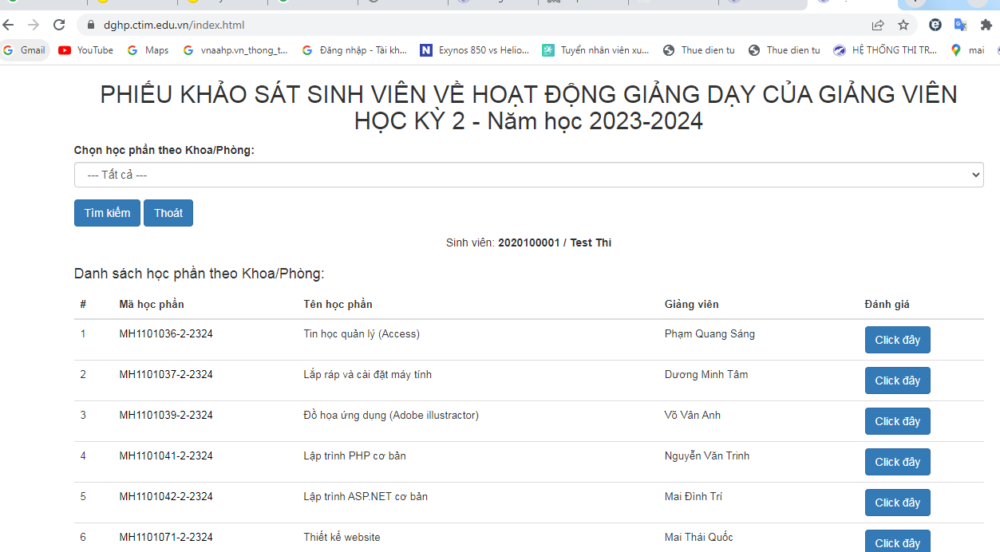 dghp.ctim.edu.vn/index.html
Gmail YouTube Maps vnaahp.vn_thong_t... Đăng nhập - Tài kh... Exynos 850 vs Helio... Tuyển nhân viên xu... Thue dien tu Thue dien tu HỆ THỐNG THI TR... mai
PHIẾU KHẢO SÁT SINH VIÊN VỀ HOẠT ĐỘNG GIẢNG DẠY CỦA GIẢNG VIÊN
HỌC KỲ 2 - Năm học 2023-2024
Chọn học phần theo Khoa/Phòng:
--- Tất cả ---
Tìm kiếm Thoát
Sinh viên: 2020100001 / Test Thi
Danh sách học phần theo Khoa/Phòng:
# Mã học phần Tên học phần Giảng viên Đánh giá
1 MH1101036-2-2324 Tin học quản lý (Access) Phạm Quang Sáng Click đây
2 MH1101037-2-2324 Lắp ráp và cài đặt máy tính Dương Minh Tâm Click đây
3 MH1101039-2-2324 Đồ họa ứng dụng (Adobe illustractor) Võ Vân Anh Click đây
4 MH1101041-2-2324 Lập trình PHP cơ bản Nguyễn Văn Trinh Click đây
5 MH1101042-2-2324 Lập trình ASP.NET cơ bản Mai Đình Trí Click đây
6 MH1101071-2-2324 Thiết kế website Mai Thái Quốc Click đây